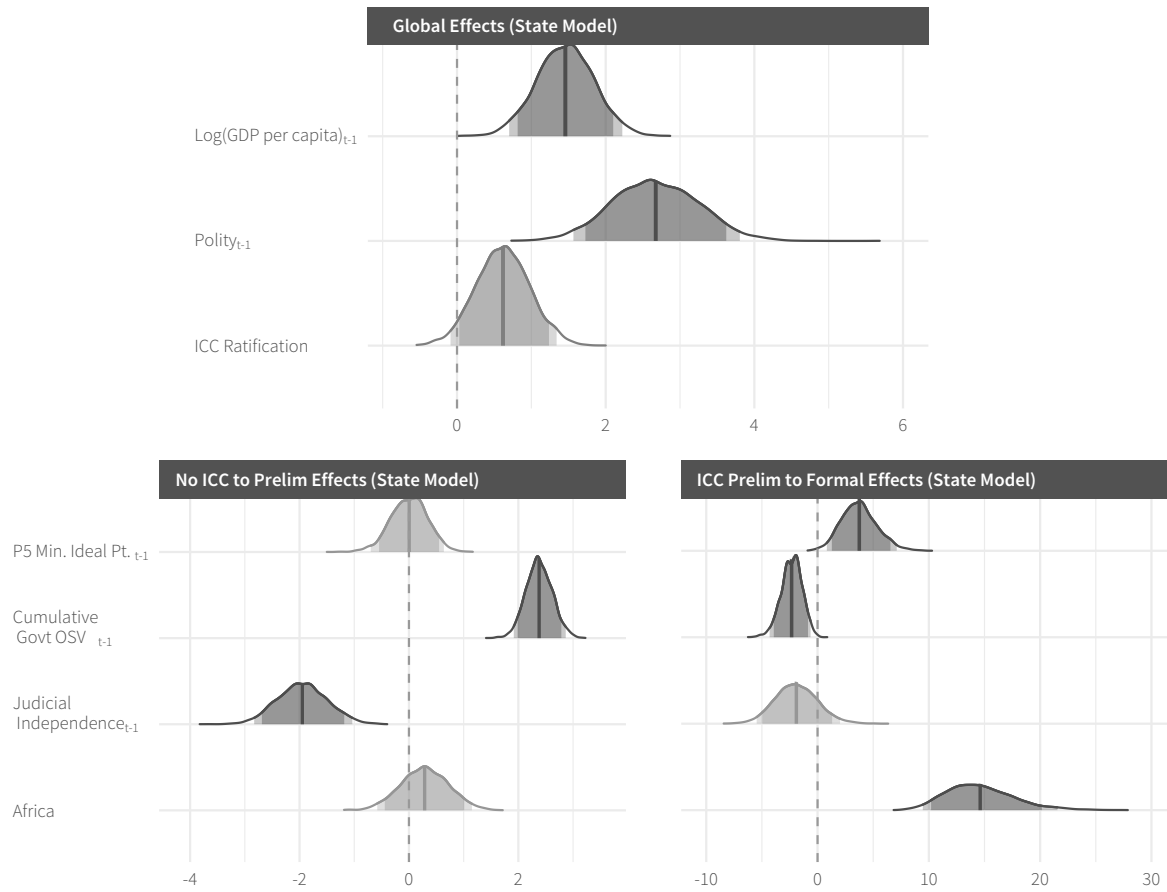 Global Effects (State Model)
Log(GDP per capita)t-1
Polityt-1
ICC Ratification
0 2 4 6
No ICC to Prelim Effects (State Model)
ICC Prelim to Formal Effects (State Model)
P5 Min. Ideal Pt. t-1
Cumulative
Govt OSV t-1
Judicial
Independencet-1
Africa
-4 -2 0 2
-10 0 10 20 30